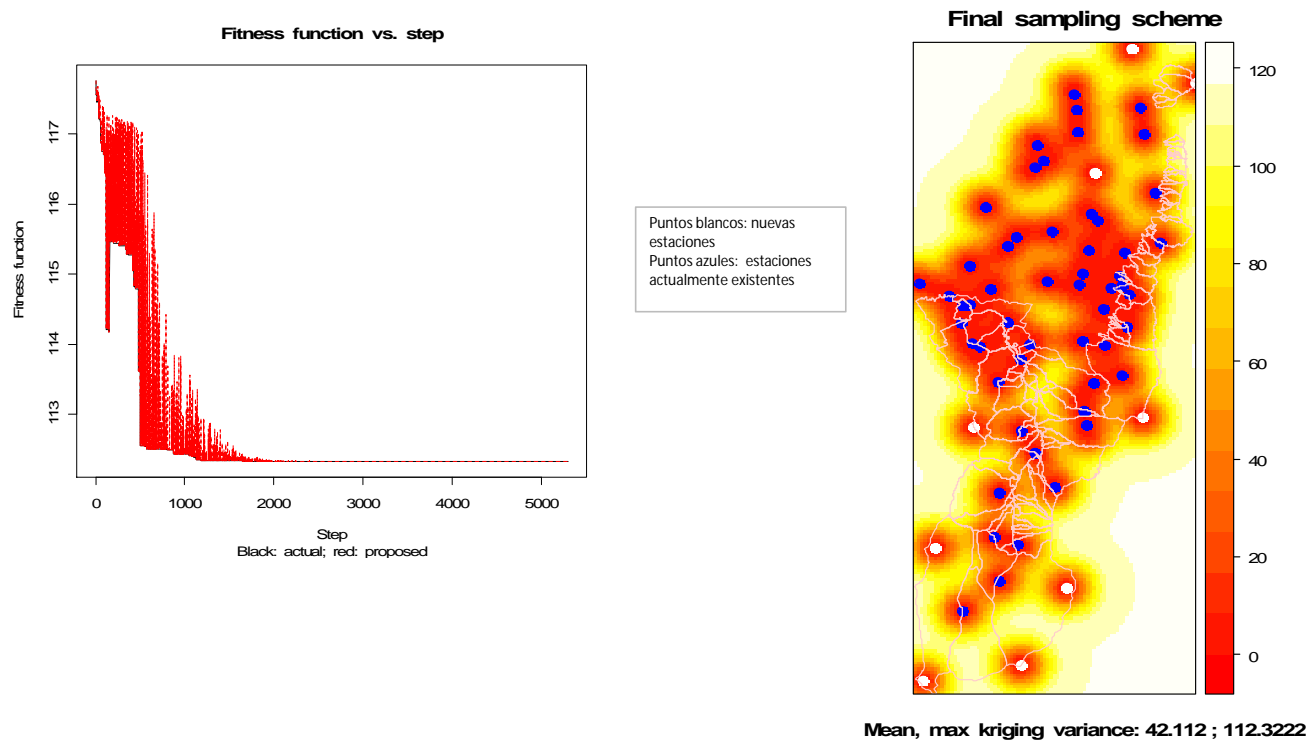 Fitness function vs. step
Fitness function
117
116
115
114
113
0 1000 2000 3000 4000 5000
Step
Black: actual; red: proposed
Puntos blancos: nuevas
estaciones
Puntos azules: estaciones
actualmente existentes
Final sampling scheme
120
100
80
60
40
20
0
Mean, max kriging variance: 42.112 ; 112.3222